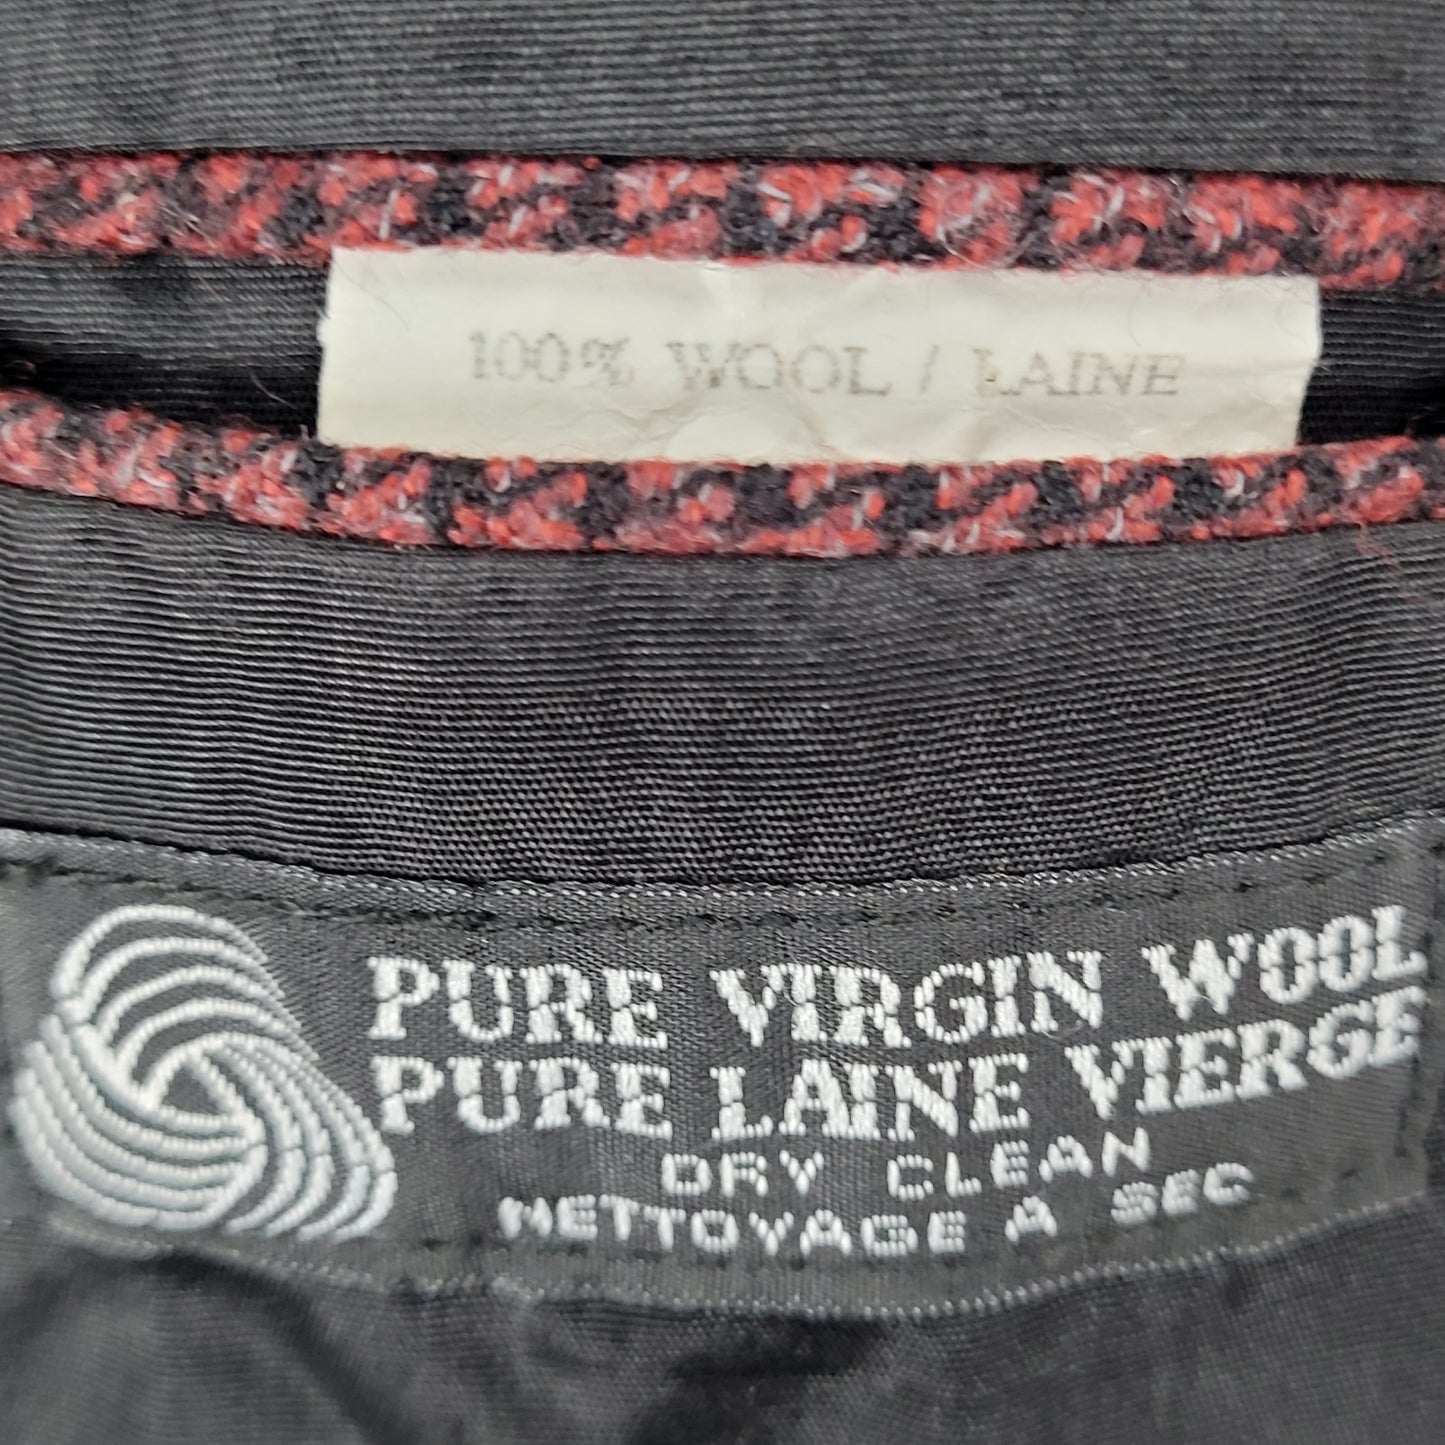 100% WOOL / LAINE
PURE VIRGIN WOOL
PURE LAINE VIERGE
DRY CLEAN
NETTOYAGE A SEC